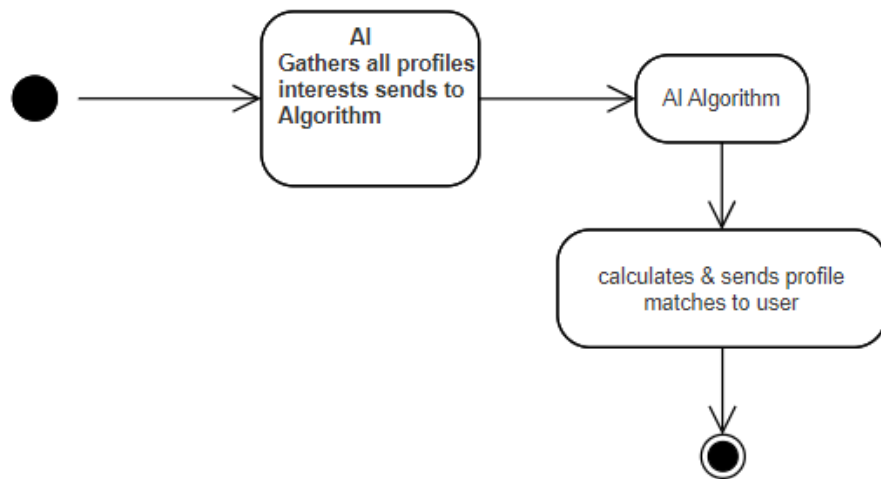 AI
Gathers all profiles
interests sends to
Algorithm
AI Algorithm
calculates & sends profile
matches to user